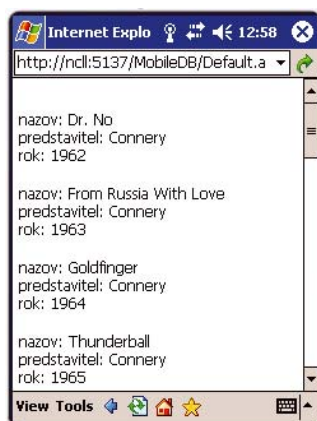 Internet Explo 12:58
http://ncll:5137/MobileDB/Default.a
nazov: Dr. No
predstavitel: Connery
rok: 1962
nazov: From Russia With Love
predstavitel: Connery
rok: 1963
nazov: Goldfinger
predstavitel: Connery
rok: 1964
nazov: Thunderball
predstavitel: Connery
rok: 1965
View Tools